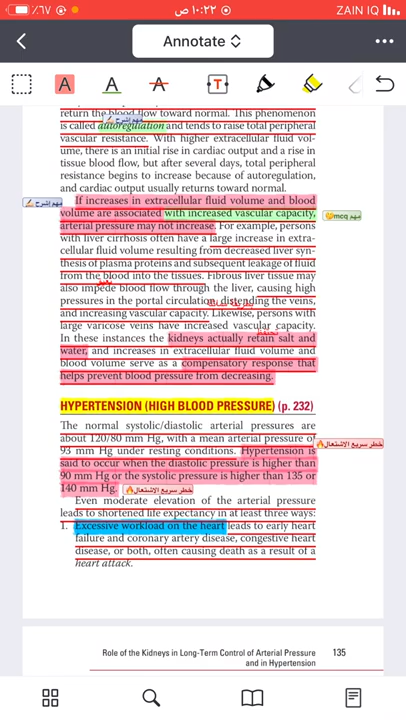 ٪٦٧ ١٠:٢٢ ص ZAIN IQ
Annotate
A A A T
return the blood flow toward normal. This phenomenon
مهم إشرح
is called autoregulation and tends to raise total peripheral
vascular resistance. With higher extracellular fluid vol-
ume, there is an initial rise in cardiac output and a rise in
tissue blood flow, but after several days, total peripheral
resistance begins to increase because of autoregulation,
and cardiac output usually returns toward normal.
مهم إشرح
If increases in extracellular fluid volume and blood
volume are associated with increased vascular capacity,
مهم mcq
arterial pressure may not increase. For example, persons
with liver cirrhosis often have a large increase in extra-
cellular fluid volume resulting from decreased liver syn-
thesis of plasma proteins and subsequent leakage of fluid
from the blood into the tissues. Fibrous liver tissue may
also impede blood flow through the liver, causing high
pressures in the portal circulation, distending the veins,
and increasing vascular capacity. Likewise, persons with
large varicose veins have increased vascular capacity.
In these instances the kidneys actually retain salt and
water, and increases in extracellular fluid volume and
blood volume serve as a compensatory response that
helps prevent blood pressure from decreasing.
HYPERTENSION (HIGH BLOOD PRESSURE) (p. 232)
The normal systolic/diastolic arterial pressures are
about 120/80 mm Hg, with a mean arterial pressure of
خطر سريع الاشتعال
93 mm Hg under resting conditions. Hypertension is
said to occur when the diastolic pressure is higher than
90 mm Hg or the systolic pressure is higher than 135 or
140 mm Hg.
خطر سريع الاشتعال
Even moderate elevation of the arterial pressure
leads to shortened life expectancy in at least three ways:
1. Excessive workload on the heart leads to early heart
failure and coronary artery disease, congestive heart
disease, or both, often causing death as a result of a
heart attack.
Role of the Kidneys in Long-Term Control of Arterial Pressure 135
and in Hypertension